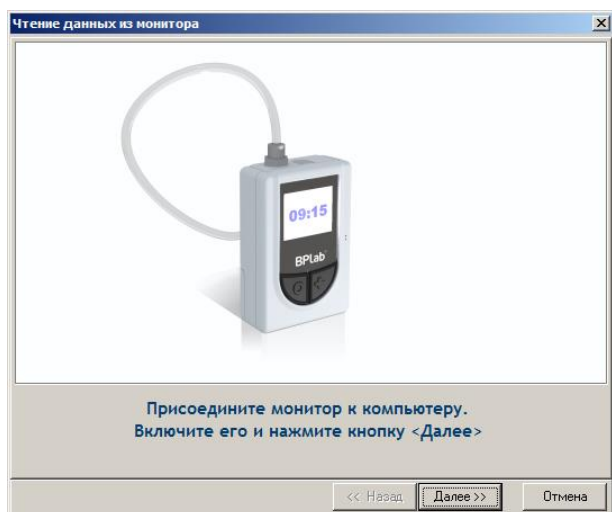 Чтение данных из монитора
09:15
BPLab
Присоедините монитор к компьютеру.
Включите его и нажмите кнопку <Далее>
<< Назад
Далее >>
Отмена